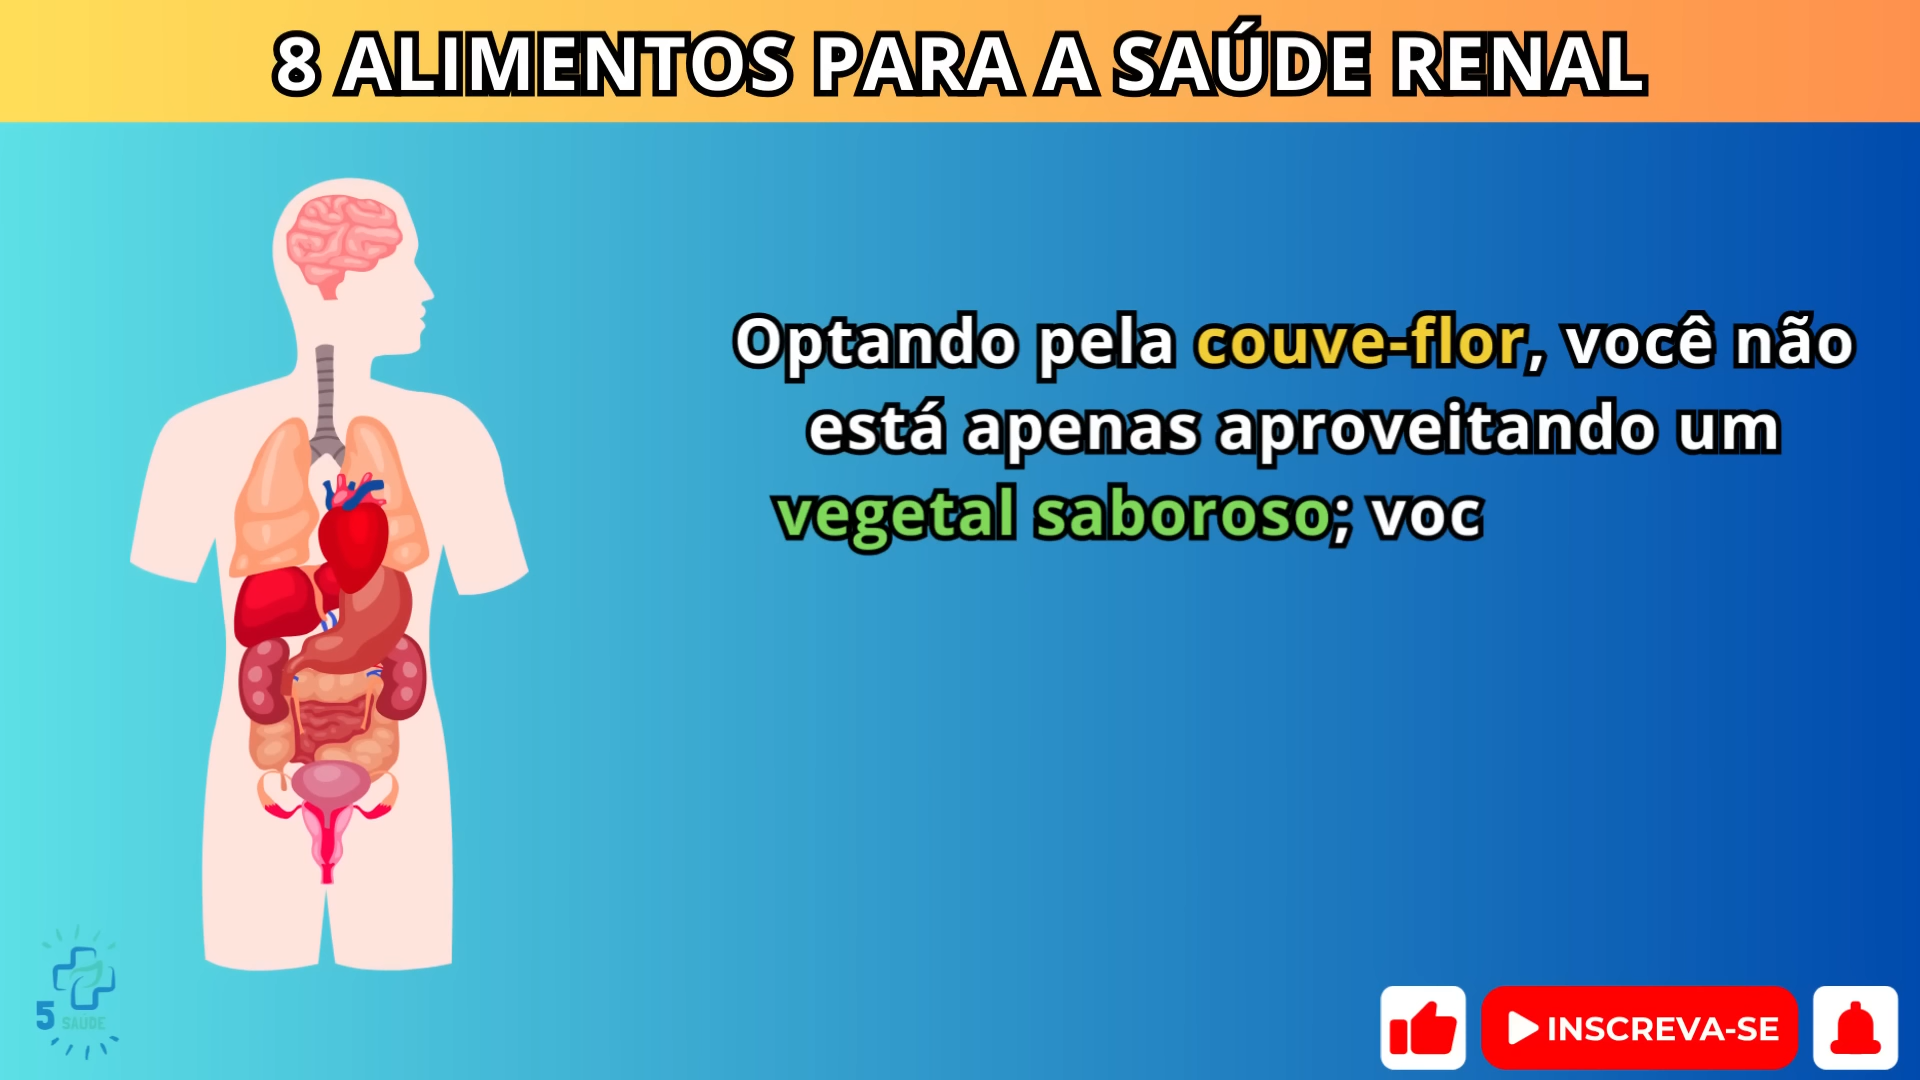 8 ALIMENTOS PARA A SAÚDE RENAL
Optando pela couve-flor, você não
está apenas aproveitando um
vegetal saboroso; voc
5
SAÚDE
INSCREVA-SE